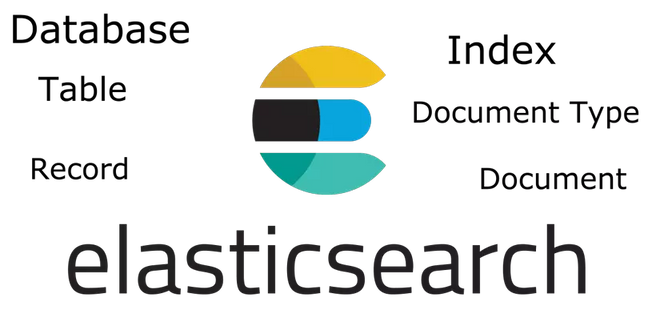 Database
Index
Table
Document Type
Record
Document
elasticsearch